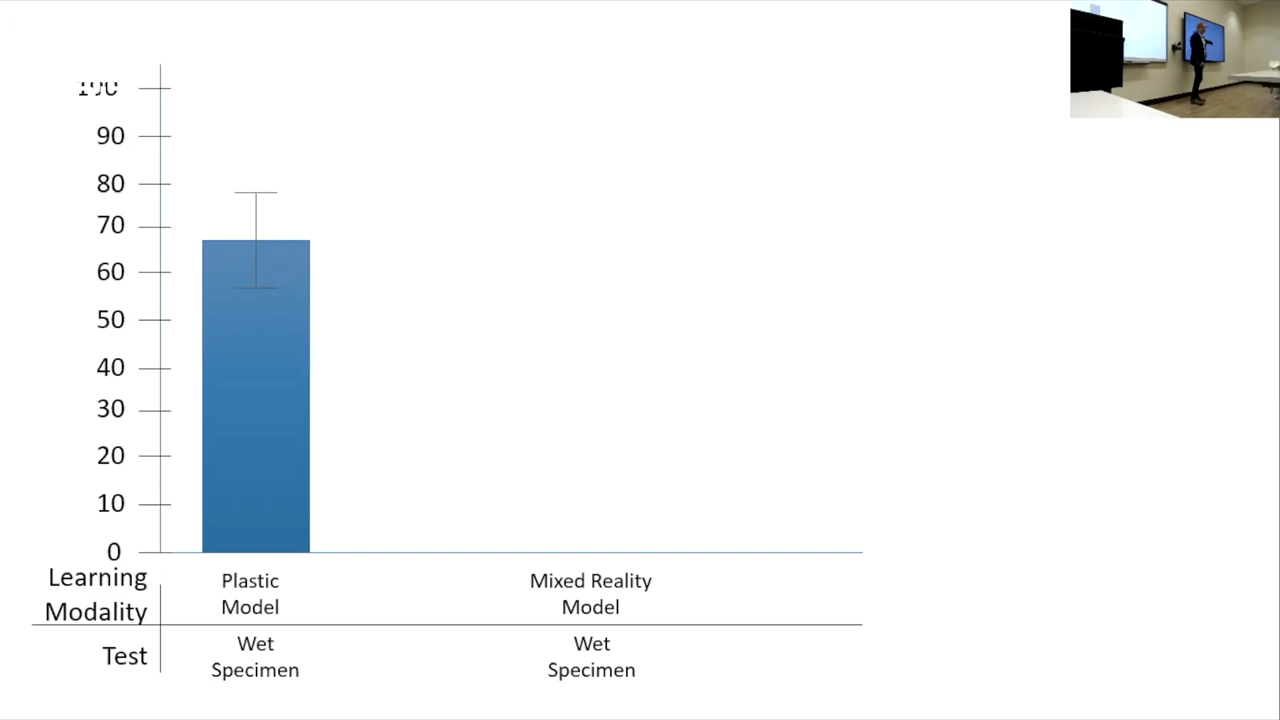 100
90
80
70
60
50
40
30
20
10
0
Learning
Modality
Plastic
Model
Mixed Reality
Model
Test
Wet
Specimen
Wet
Specimen